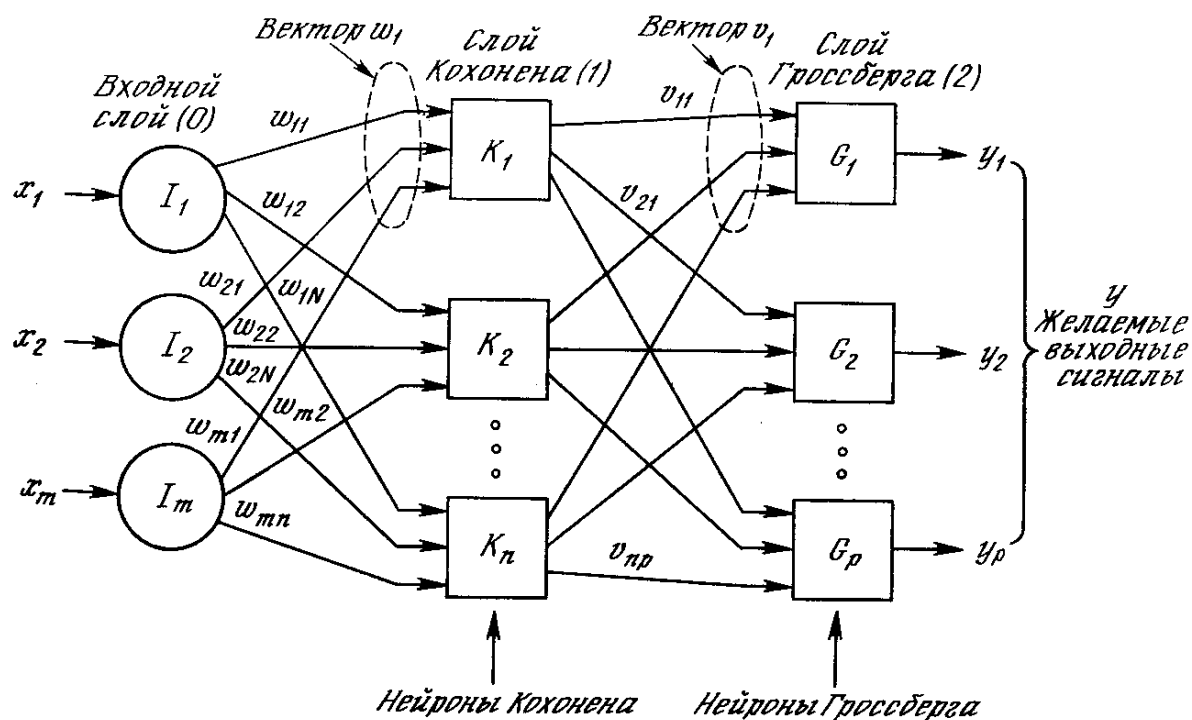 Вектор w₁
Слой
Кохонена (1)
Вектор v₁
Слой
Гроссберга (2)
Входной
слой (0)
w₁₁
v₁₁
K₁
G₁
y₁
x₁
I₁
w₁₂
v₂₁
w₂₁
w₁N
Y
Желаемые
выходные
сигналы
x₂
I₂
w₂₂
K₂
G₂
y₂
w₂N
wm₂
wm₁
xm
Im
wmn
Kn
vnp
Gp
yp
Нейроны Кохонена
Нейроны Гроссберга